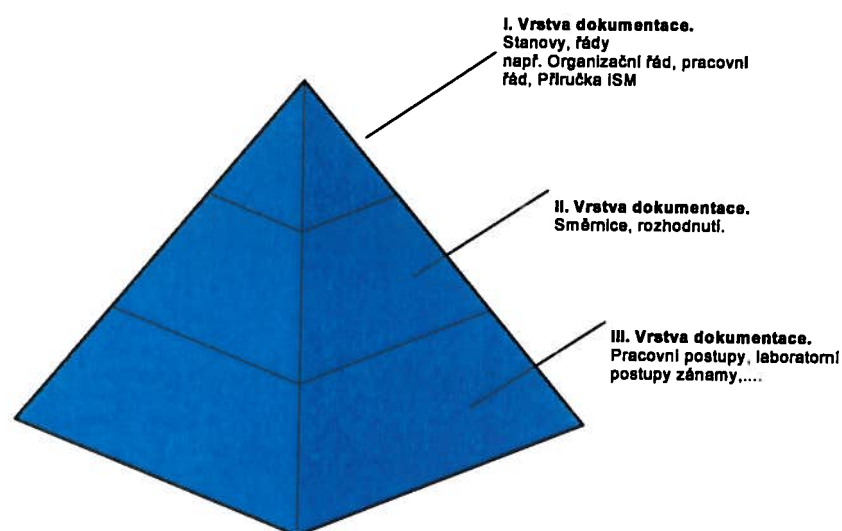 I. Vrstva dokumentace.
Stanovy, řády
např. Organizační řád, pracovní
řád, Příručka ISM
II. Vrstva dokumentace.
Směrnice, rozhodnutí.
III. Vrstva dokumentace.
Pracovní postupy, laboratorní
postupy zánamy,....